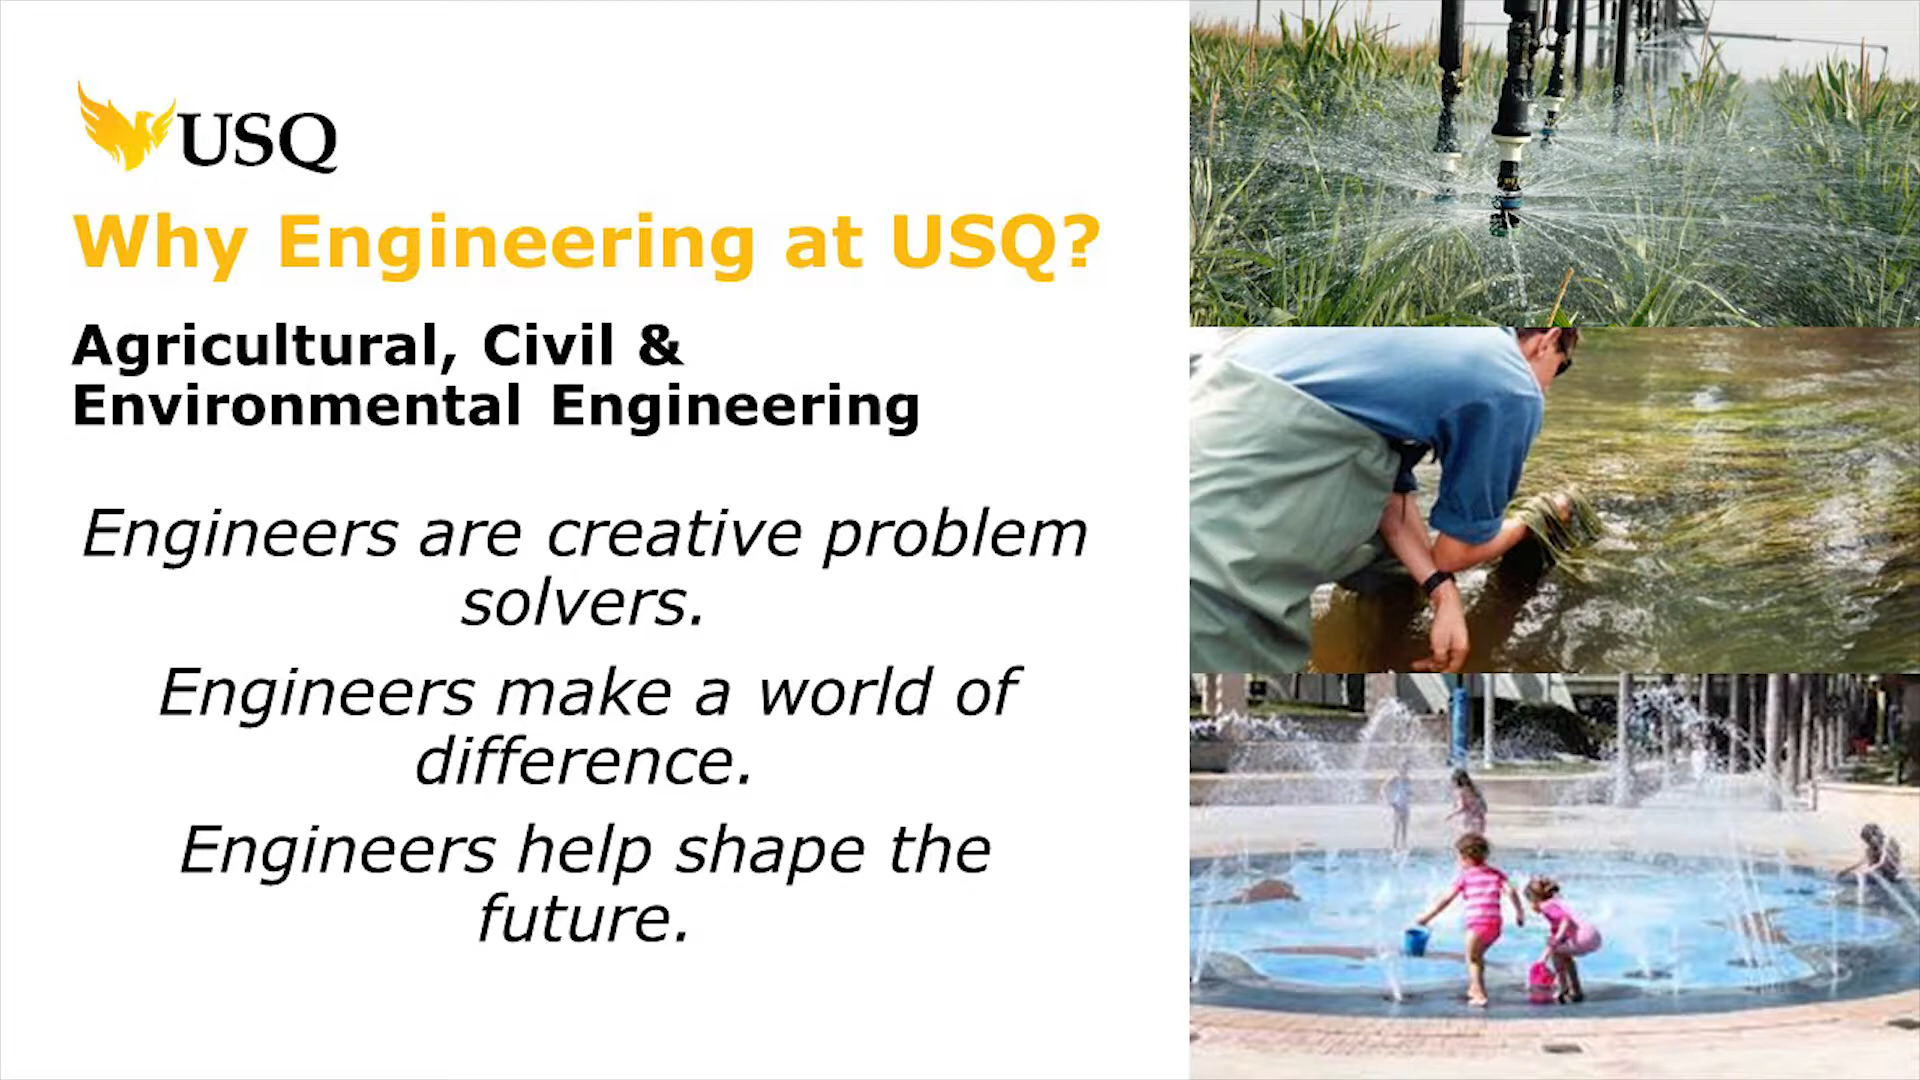 USQ
Why Engineering at USQ?
Agricultural, Civil &
Environmental Engineering
Engineers are creative problem
solvers.
Engineers make a world of
difference.
Engineers help shape the
future.